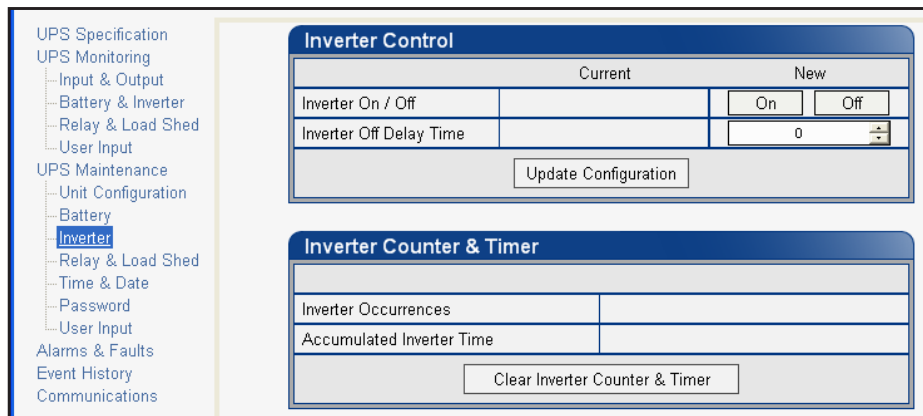 UPS Specification
UPS Monitoring
Input & Output
Battery & Inverter
Relay & Load Shed
User Input
UPS Maintenance
Unit Configuration
Battery
Inverter
Relay & Load Shed
Time & Date
Password
User Input
Alarms & Faults
Event History
Communications
Inverter Control
Current New
Inverter On / Off On Off
Inverter Off Delay Time 0
Update Configuration
Inverter Counter & Timer
Inverter Occurrences
Accumulated Inverter Time
Clear Inverter Counter & Timer